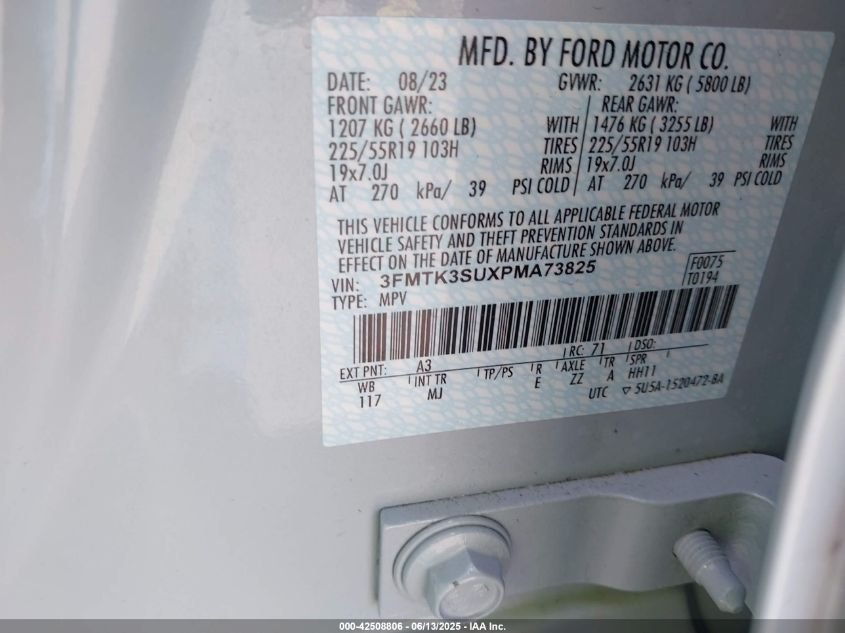 MFD. BY FORD MOTOR CO.
DATE: 08/23 GVWR: 2631 KG ( 5800 LB)
FRONT GAWR: REAR GAWR:
1207 KG ( 2660 LB) WITH 1476 KG ( 3255 LB) WITH
225/55R19 103H TIRES 225/55R19 103H TIRES
19x7.0J RIMS 19x7.0J RIMS
AT 270 kPa/ 39 PSI COLD AT 270 kPa/ 39 PSI COLD
THIS VEHICLE CONFORMS TO ALL APPLICABLE FEDERAL MOTOR
VEHICLE SAFETY AND THEFT PREVENTION STANDARDS IN
EFFECT ON THE DATE OF MANUFACTURE SHOWN ABOVE.
VIN: 3FMTK3SUXPMA73825 F0075
TYPE: MPV T0194
EXT PNT: A3 RC: 71 DSO:
WB INT TR TP/PS R AXLE TR SPR
117 MJ E ZZ A HH11
UTC ▽ 5U5A-1520472-BA
000-42508806 - 06/13/2025 - IAA Inc.